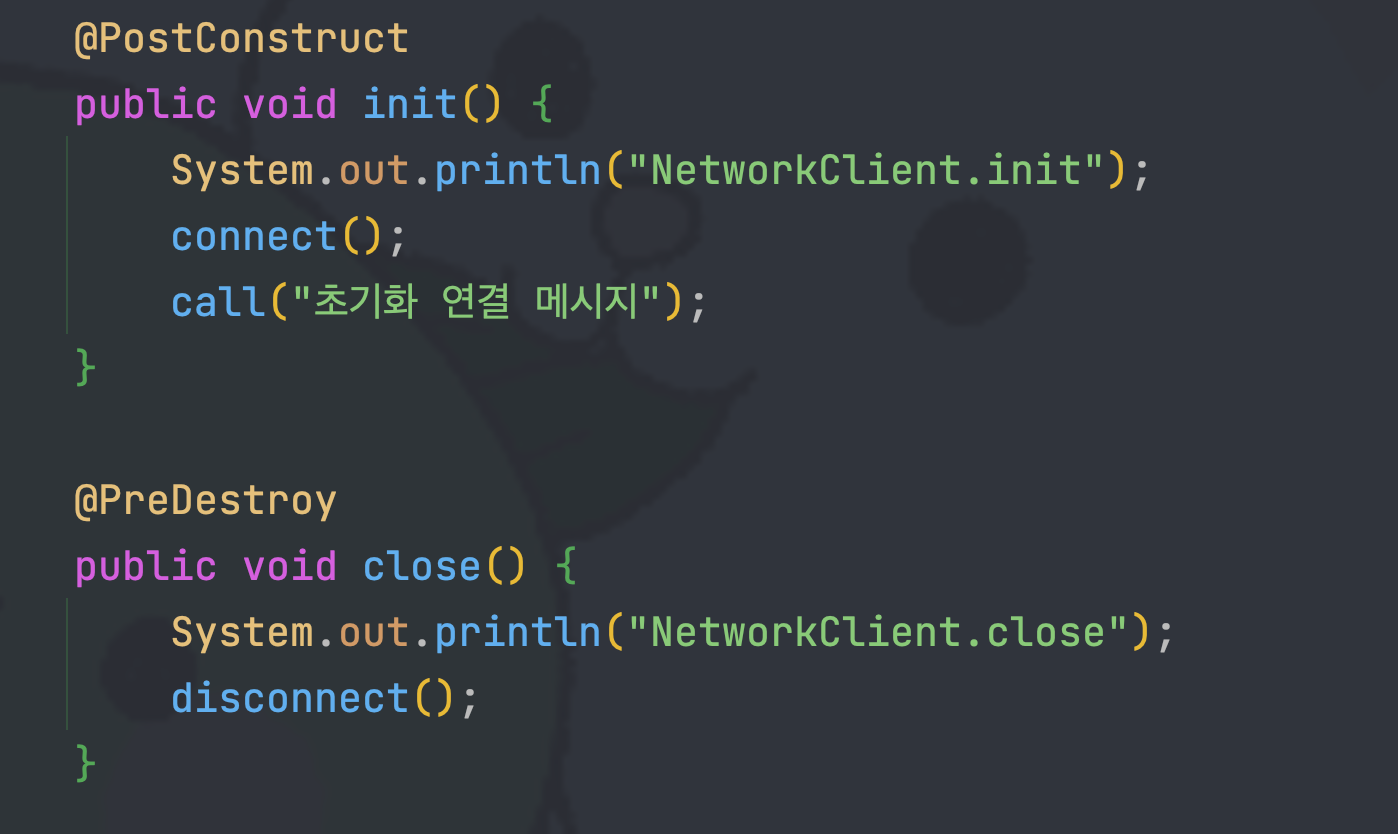 @PostConstruct
public void init() {
    System.out.println("NetworkClient.init");
    connect();
    call("초기화 연결 메시지");
}
@PreDestroy
public void close() {
    System.out.println("NetworkClient.close");
    disconnect();
}